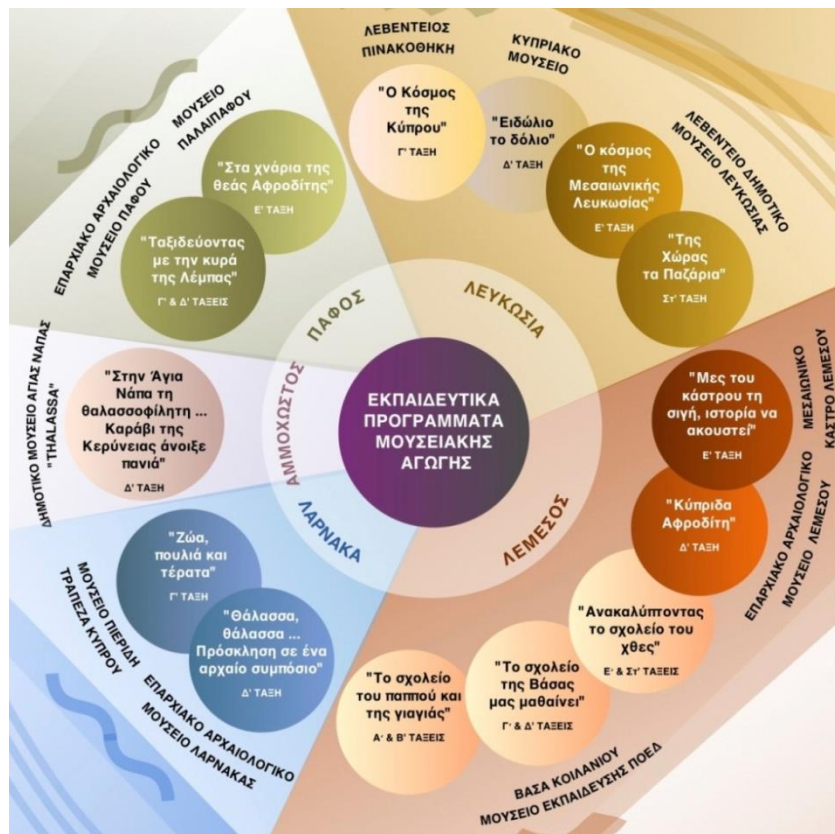 ΕΚΠΑΙΔΕΥΤΙΚΑ
ΠΡΟΓΡΑΜΜΑΤΑ
ΜΟΥΣΕΙΑΚΗΣ
ΑΓΩΓΗΣ
ΛΕΥΚΩΣΙΑ
ΛΕΒΕΝΤΕΙΟΣ
ΠΙΝΑΚΟΘΗΚΗ
"Ο Κόσμος
της
Κύπρου"
Γ' ΤΑΞΗ
ΚΥΠΡΙΑΚΟ
ΜΟΥΣΕΙΟ
"Ειδώλιο
το δόλιο"
Δ' ΤΑΞΗ
ΛΕΒΕΝΤΕΙΟ ΔΗΜΟΤΙΚΟ
ΜΟΥΣΕΙΟ ΛΕΥΚΩΣΙΑΣ
"Ο κόσμος
της
Μεσαιωνικής
Λευκωσίας"
Ε' ΤΑΞΗ
"Της
Χώρας
τα Παζάρια"
Στ' ΤΑΞΗ
ΛΕΜΕΣΟΣ
ΜΕΣΑΙΩΝΙΚΟ
ΚΑΣΤΡΟ ΛΕΜΕΣΟΥ
"Μες του
κάστρου τη
σιγή, ιστορία να
ακουστεί"
Ε' ΤΑΞΗ
ΕΠΑΡΧΙΑΚΟ ΑΡΧΑΙΟΛΟΓΙΚΟ
ΜΟΥΣΕΙΟ ΛΕΜΕΣΟΥ
"Κύπριδα
Αφροδίτη"
Δ' ΤΑΞΗ
"Ανακαλύπτοντας
το σχολείο του
χθες"
Ε' & Στ' ΤΑΞΕΙΣ
"Το σχολείο
της Βάσας
μας μαθαίνει"
Γ' & Δ' ΤΑΞΕΙΣ
"Το σχολείο
του παππού και
της γιαγιάς"
Α' & Β' ΤΑΞΕΙΣ
ΒΑΣΑ ΚΟΙΛΑΝΙΟΥ
ΜΟΥΣΕΙΟ ΕΚΠΑΙΔΕΥΣΗΣ ΠΟΕΔ
ΛΑΡΝΑΚΑ
"Θάλασσα,
θάλασσα ...
Πρόσκληση σε ένα
αρχαίο συμπόσιο"
Δ' ΤΑΞΗ
ΕΠΑΡΧΙΑΚΟ ΑΡΧΑΙΟΛΟΓΙΚΟ
ΜΟΥΣΕΙΟ ΛΑΡΝΑΚΑΣ
"Ζώα,
πουλιά και
τέρατα"
Γ' ΤΑΞΗ
ΜΟΥΣΕΙΟ ΠΙΕΡΙΔΗ
ΤΡΑΠΕΖΑ ΚΥΠΡΟΥ
ΑΜΜΟΧΩΣΤΟΣ
"Στην Άγια
Νάπα τη
θαλασσοφίλητη ...
Καράβι της
Κερύνειας άνοιξε
πανιά"
Δ' ΤΑΞΗ
ΔΗΜΟΤΙΚΟ ΜΟΥΣΕΙΟ ΑΓΙΑΣ ΝΑΠΑΣ
"THALASSA"
ΠΑΦΟΣ
"Ταξιδεύοντας
με την κυρά
της Λέμπας"
Γ' & Δ' ΤΑΞΕΙΣ
ΕΠΑΡΧΙΑΚΟ ΑΡΧΑΙΟΛΟΓΙΚΟ
ΜΟΥΣΕΙΟ ΠΑΦΟΥ
"Στα χνάρια της
θεάς Αφροδίτης"
Ε' ΤΑΞΗ
ΜΟΥΣΕΙΟ
ΠΑΛΑΙΠΑΦΟΥ